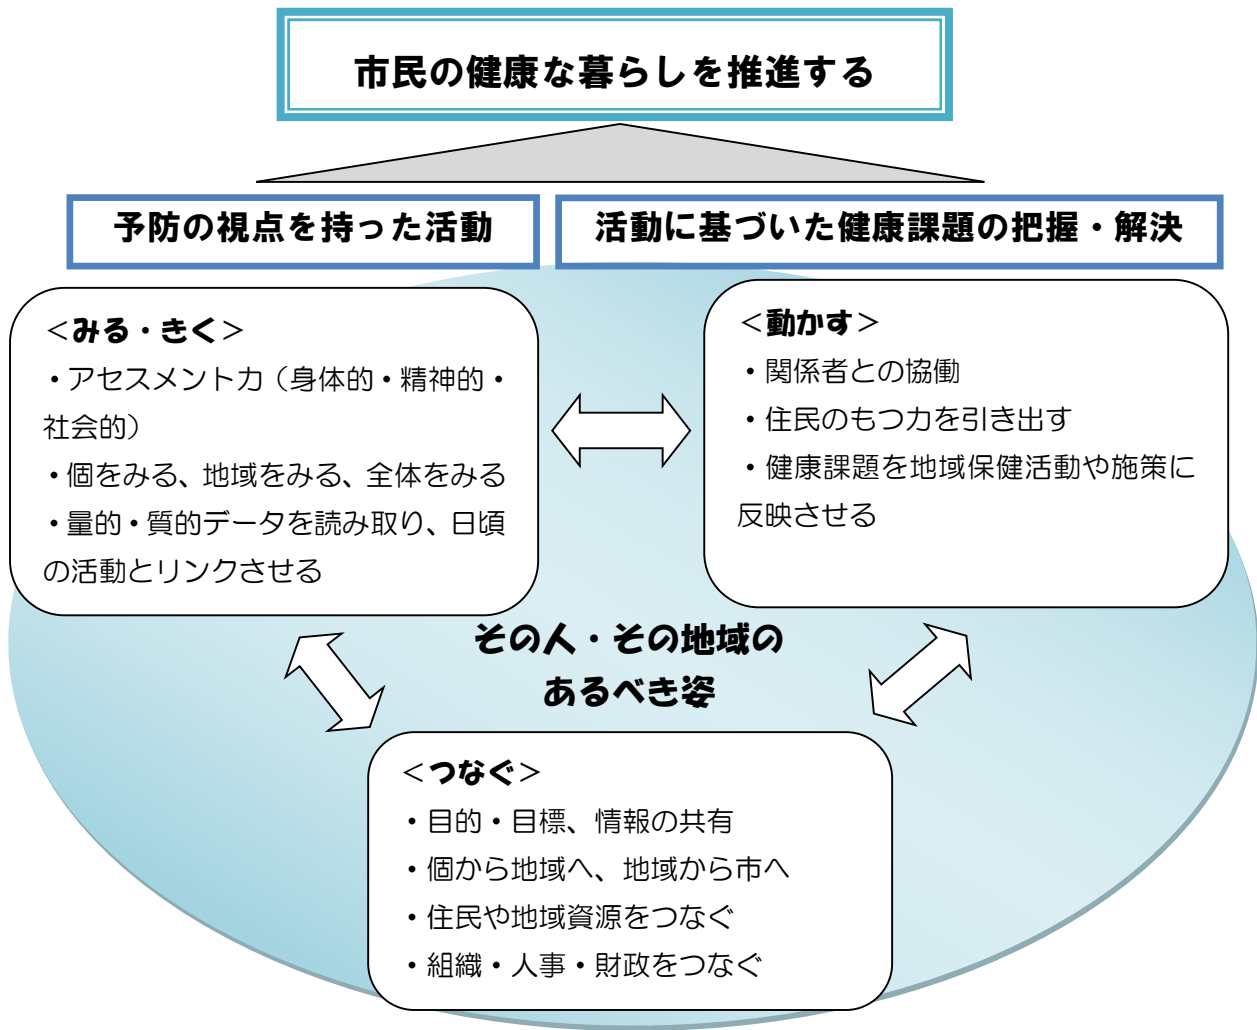 市民の健康な暮らしを推進する
予防の視点を持った活動
活動に基づいた健康課題の把握・解決
＜みる・きく＞
・アセスメント力（身体的・精神的・
社会的）
・個をみる、地域をみる、全体をみる
・量的・質的データを読み取り、日頃
の活動とリンクさせる
＜動かす＞
・関係者との協働
・住民のもつ力を引き出す
・健康課題を地域保健活動や施策に
反映させる
その人・その地域の
あるべき姿
＜つなぐ＞
・目的・目標、情報の共有
・個から地域へ、地域から市へ
・住民や地域資源をつなぐ
・組織・人事・財政をつなぐ